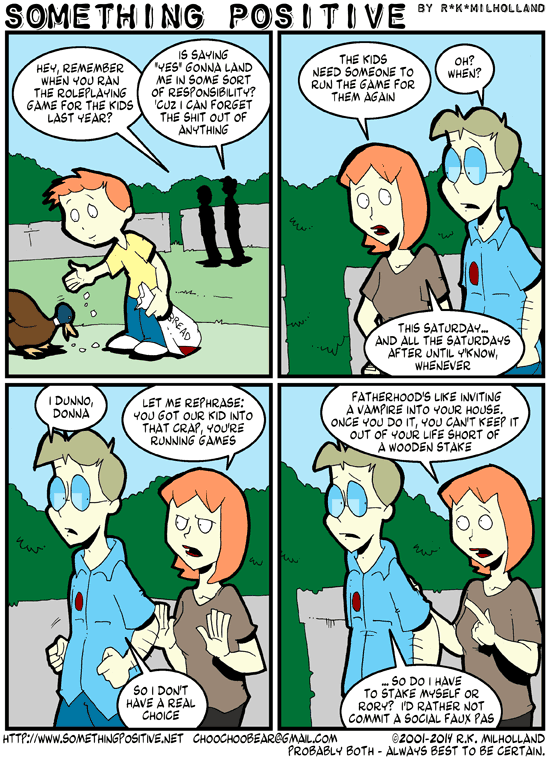 SOMETHING POSITIVE BY R*K*MILHOLLAND
HEY, REMEMBER
WHEN YOU RAN
THE ROLEPLAYING
GAME FOR THE KIDS
LAST YEAR?
IS SAYING
"YES" GONNA LAND
ME IN SOME SORT
OF RESPONSIBILITY?
'CUZ I CAN FORGET
THE SHIT OUT OF
ANYTHING
BREAD
THE KIDS
NEED SOMEONE TO
RUN THE GAME FOR
THEM AGAIN
OH?
WHEN?
THIS SATURDAY...
AND ALL THE SATURDAYS
AFTER UNTIL Y'KNOW,
WHENEVER
I DUNNO,
DONNA
LET ME REPHRASE:
YOU GOT OUR KID INTO
THAT CRAP, YOU'RE
RUNNING GAMES
SO I DON'T
HAVE A REAL
CHOICE
FATHERHOOD'S LIKE INVITING
A VAMPIRE INTO YOUR HOUSE.
ONCE YOU DO IT, YOU CAN'T KEEP IT
OUT OF YOUR LIFE SHORT OF
A WOODEN STAKE
... SO DO I HAVE
TO STAKE MYSELF OR
RORY? I'D RATHER NOT
COMMIT A SOCIAL FAUX PAS
HTTP://WWW.SOMETHINGPOSITIVE.NET CHOOCHOOBEAR@GMAIL.COM ©2001-2014 R.K. MILHOLLAND
PROBABLY BOTH - ALWAYS BEST TO BE CERTAIN.